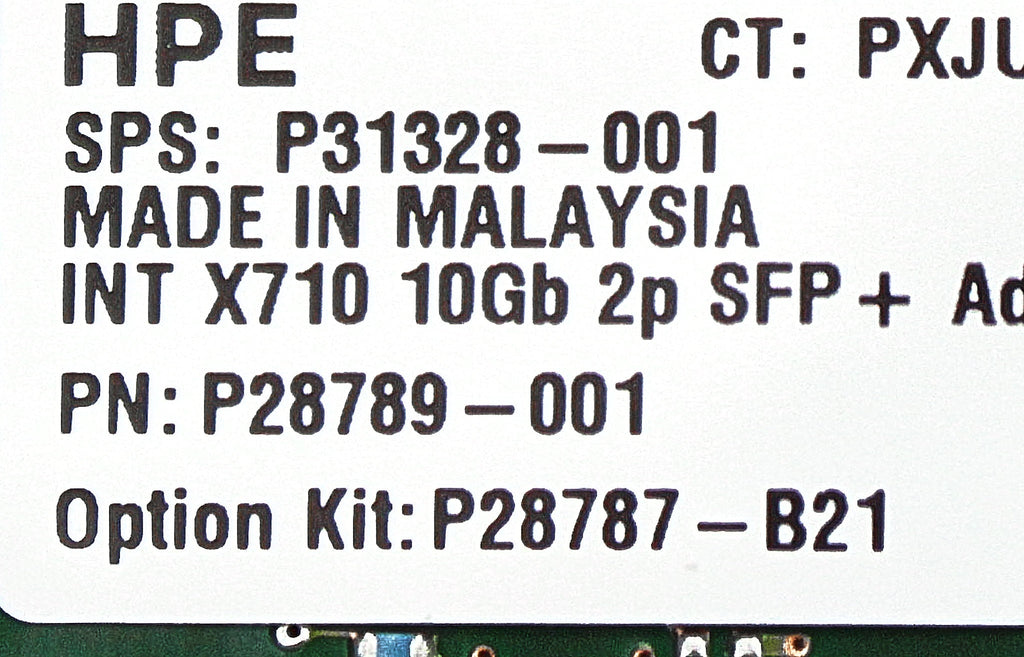 HPE CT: PXJU
SPS: P31328-001
MADE IN MALAYSIA
INT X710 10Gb 2p SFP+ Ad
PN: P28789-001
Option Kit: P28787-B21